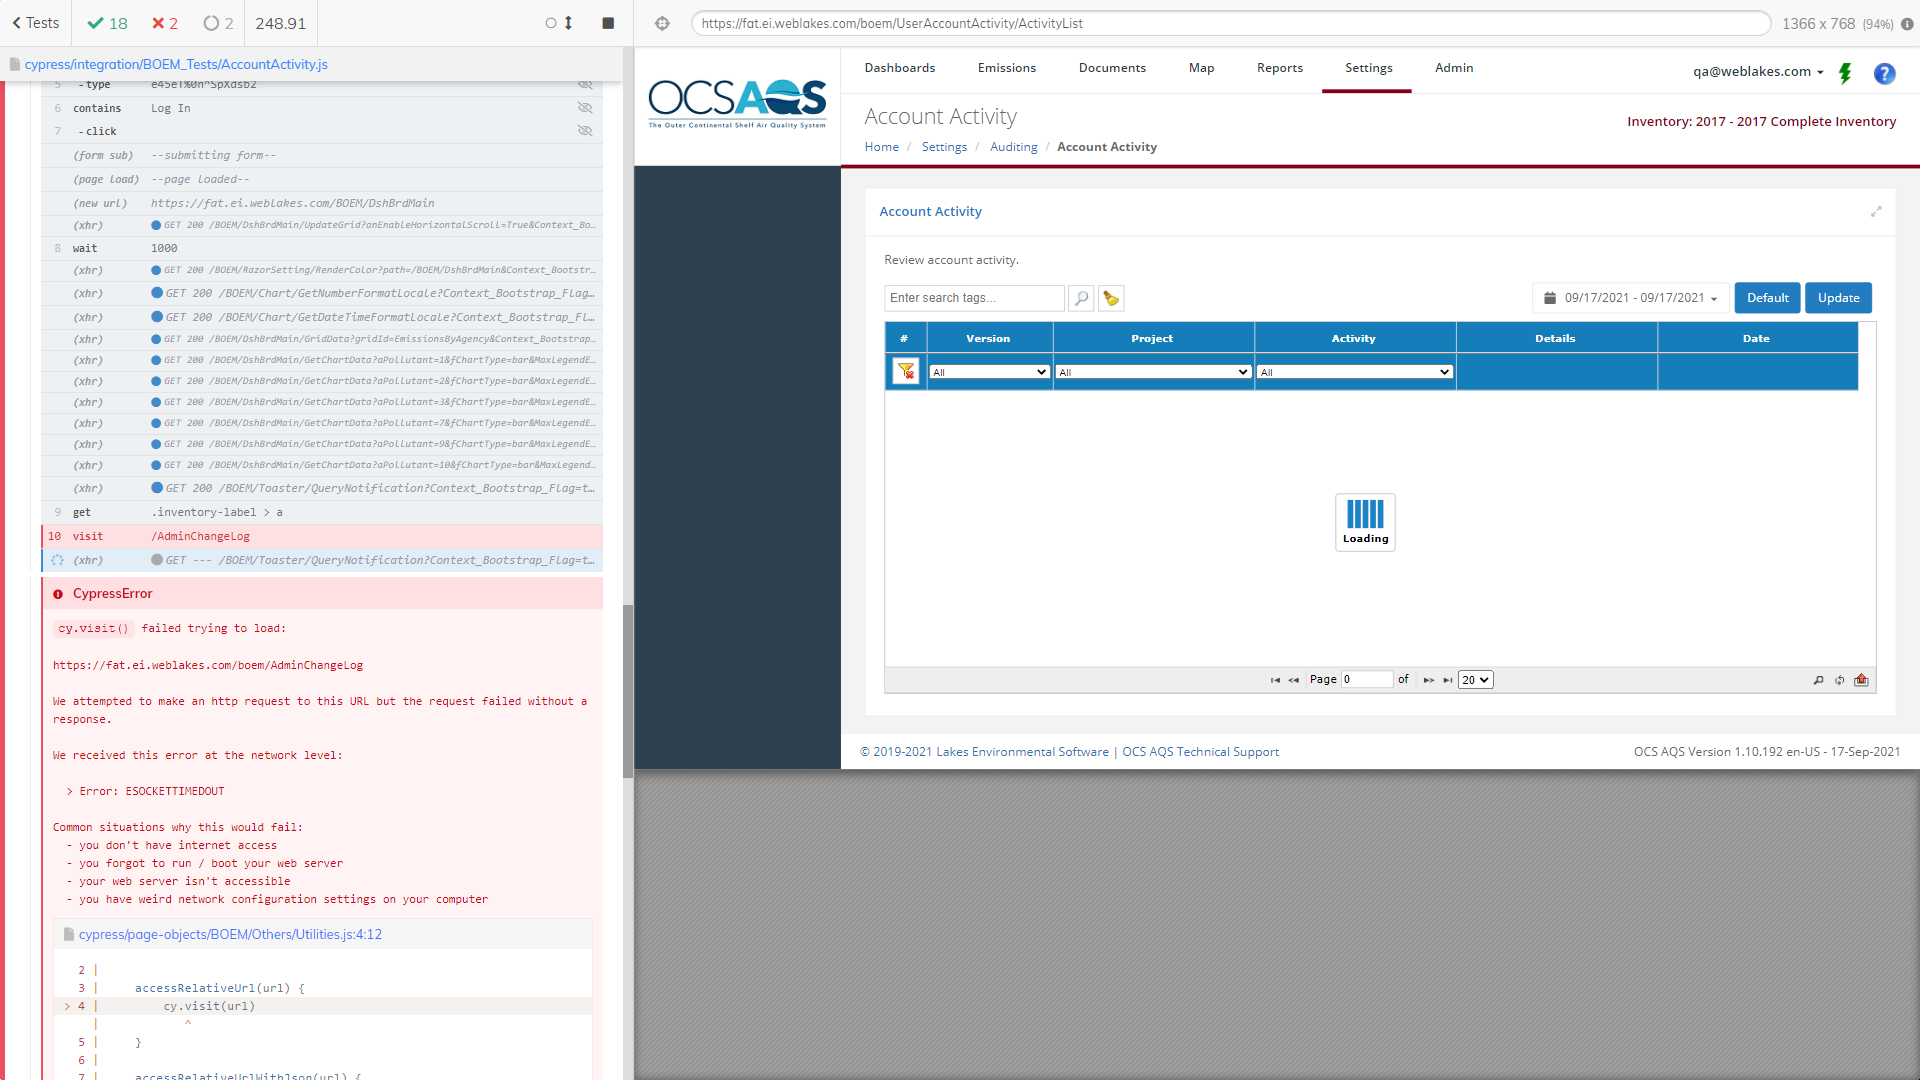 Tests
18
2
2
248.91
cypress/integration/BOEM_Tests/AccountActivity.js
5 -type e45eT%0n^SpXdsb2
6 contains Log In
7 -click
(form sub) --submitting form--
(page load) --page loaded--
(new url) https://fat.ei.weblakes.com/BOEM/DshBrdMain
(xhr) GET 200 /BOEM/DshBrdMain/UpdateGrid?anEnableHorizontalScroll=True&Context_Bo...
8 wait 1000
(xhr) GET 200 /BOEM/RazorSetting/RenderColor?path=/BOEM/DshBrdMain&Context_Bootstr...
(xhr) GET 200 /BOEM/Chart/GetNumberFormatLocale?Context_Bootstrap_Flag...
(xhr) GET 200 /BOEM/Chart/GetDateTimeFormatLocale?Context_Bootstrap_Fl...
(xhr) GET 200 /BOEM/DshBrdMain/GridData?gridId=EmissionsByAgency&Context_Bootstrap...
(xhr) GET 200 /BOEM/DshBrdMain/GetChartData?aPollutant=1&fChartType=bar&MaxLegendE...
(xhr) GET 200 /BOEM/DshBrdMain/GetChartData?aPollutant=2&fChartType=bar&MaxLegendE...
(xhr) GET 200 /BOEM/DshBrdMain/GetChartData?aPollutant=3&fChartType=bar&MaxLegendE...
(xhr) GET 200 /BOEM/DshBrdMain/GetChartData?aPollutant=7&fChartType=bar&MaxLegendE...
(xhr) GET 200 /BOEM/DshBrdMain/GetChartData?aPollutant=9&fChartType=bar&MaxLegendE...
(xhr) GET 200 /BOEM/DshBrdMain/GetChartData?aPollutant=10&fChartType=bar&MaxLegend...
(xhr) GET 200 /BOEM/Toaster/QueryNotification?Context_Bootstrap_Flag=t...
9 get .inventory-label > a
10 visit /AdminChangeLog
(xhr) GET --- /BOEM/Toaster/QueryNotification?Context_Bootstrap_Flag=t...
CypressError
cy.visit() failed trying to load:
https://fat.ei.weblakes.com/boem/AdminChangeLog
We attempted to make an http request to this URL but the request failed without a
response.
We received this error at the network level:
> Error: ESOCKETTIMEDOUT
Common situations why this would fail:
- you don't have internet access
- you forgot to run / boot your web server
- your web server isn't accessible
- you have weird network configuration settings on your computer
cypress/page-objects/BOEM/Others/Utilities.js:4:12
2 |
3 | accessRelativeUrl(url) {
> 4 | cy.visit(url)
| ^
5 | }
6 |
7 | accessRelativeUrlWithJson(url) {
https://fat.ei.weblakes.com/boem/UserAccountActivity/ActivityList
1366 x 768 (94%)
OCSAQS
The Outer Continental Shelf Air Quality System
Dashboards
Emissions
Documents
Map
Reports
Settings
Admin
qa@weblakes.com
?
Account Activity
Inventory: 2017 - 2017 Complete Inventory
Home / Settings / Auditing / Account Activity
Account Activity
Review account activity.
Enter search tags...
09/17/2021 - 09/17/2021
Default
Update
# Version Project Activity Details Date
All All All
Loading
Page 0 of 20
© 2019-2021 Lakes Environmental Software | OCS AQS Technical Support
OCS AQS Version 1.10.192 en-US - 17-Sep-2021